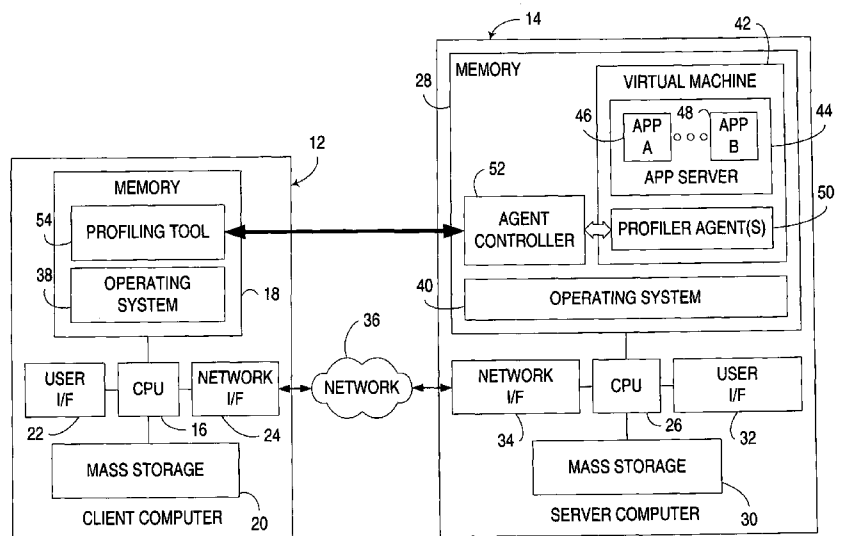 14
42
28
MEMORY
VIRTUAL MACHINE
46
APP
A
48
APP
B
44
APP SERVER
12
52
50
MEMORY
54
PROFILING TOOL
AGENT
CONTROLLER
PROFILER AGENT(S)
38
OPERATING
SYSTEM
18
40
OPERATING SYSTEM
36
USER
I/F
CPU
NETWORK
I/F
NETWORK
NETWORK
I/F
CPU
USER
I/F
22
16
24
34
26
32
MASS STORAGE
MASS STORAGE
CLIENT COMPUTER
20
SERVER COMPUTER
30